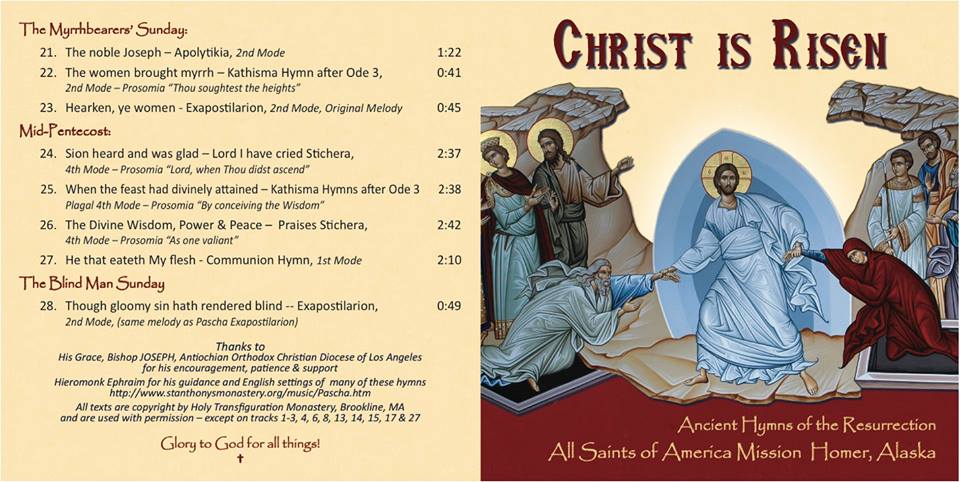 The Myrrhbearers' Sunday:
21. The noble Joseph – Apolytikia, 2nd Mode 1:22
22. The women brought myrrh – Kathisma Hymn after Ode 3, 0:41
2nd Mode – Prosomia "Thou soughtest the heights"
23. Hearken, ye women - Exapostilarion, 2nd Mode, Original Melody 0:45
Mid-Pentecost:
24. Sion heard and was glad – Lord I have cried Stichera, 2:37
4th Mode – Prosomia "Lord, when Thou didst ascend"
25. When the feast had divinely attained – Kathisma Hymns after Ode 3 2:38
Plagal 4th Mode – Prosomia "By conceiving the Wisdom"
26. The Divine Wisdom, Power & Peace – Praises Stichera, 2:42
4th Mode – Prosomia "As one valiant"
27. He that eateth My flesh - Communion Hymn, 1st Mode 2:10
The Blind Man Sunday
28. Though gloomy sin hath rendered blind -- Exapostilarion, 0:49
2nd Mode, (same melody as Pascha Exapostilarion)
Thanks to
His Grace, Bishop JOSEPH, Antiochian Orthodox Christian Diocese of Los Angeles
for his encouragement, patience & support
Hieromonk Ephraim for his guidance and English settings of many of these hymns
http://www.stanthonysmonastery.org/music/Pascha.htm
All texts are copyright by Holy Transfiguration Monastery, Brookline, MA
and are used with permission – except on tracks 1-3, 4, 6, 8, 13, 14, 15, 17 & 27
Glory to God for all things!
CHRIST IS RISEN
Ancient Hymns of the Resurrection
All Saints of America Mission Homer, Alaska